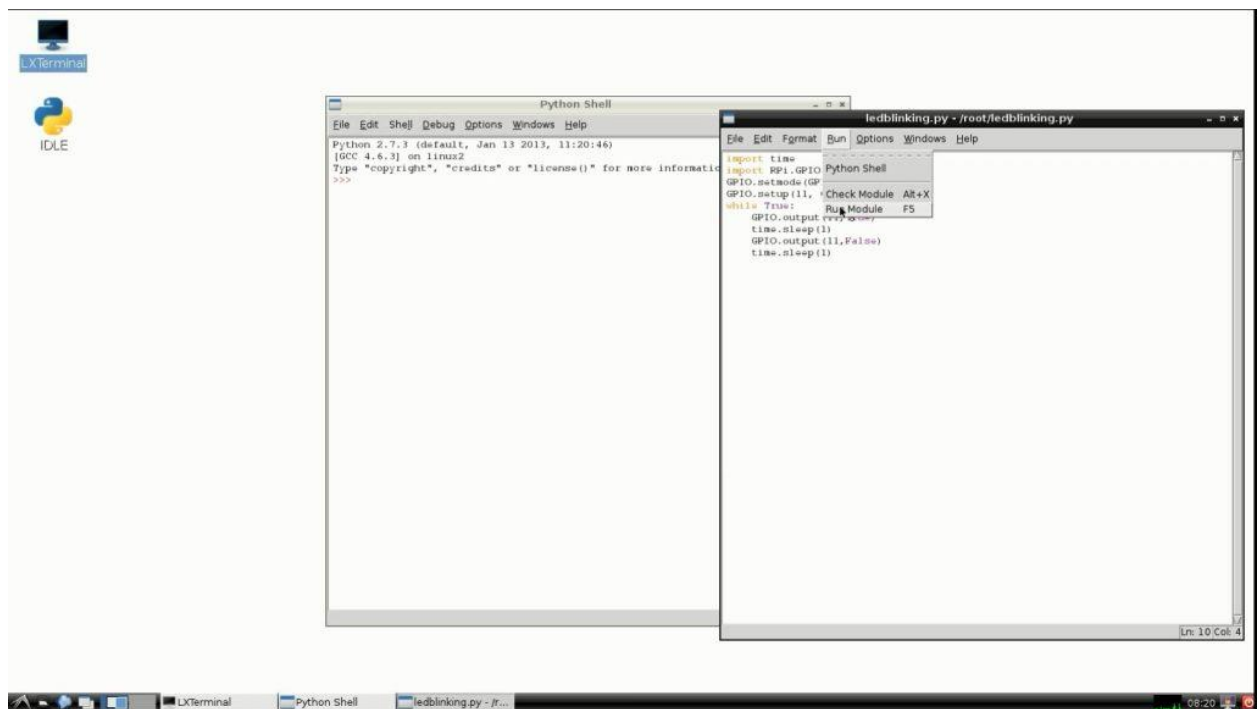 LXTerminal
IDLE
Python Shell
File Edit Shell Debug Options Windows Help
Python 2.7.3 (default, Jan 13 2013, 11:20:46)
[GCC 4.6.3] on linux2
Type "copyright", "credits" or "license()" for more informatio
>>>
ledblinking.py - /root/ledblinking.py
File Edit Format Run Options Windows Help
import time
import RPi.GPIO
GPIO.setmode(GP
GPIO.setup(11,
while True:
GPIO.output
time.sleep(1)
GPIO.output(11,False)
time.sleep(1)
Python Shell
Check Module Alt+X
Run Module F5
Ln: 10 Col: 4
LXTerminal
Python Shell
ledblinking.py - /r...
08:20